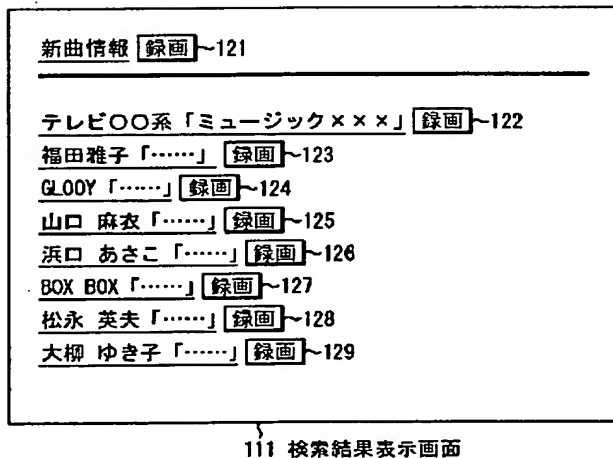 新曲情報 録画～121
テレビ〇〇系「ミュージック×××」 録画～122
福田雅子「……」 録画～123
GLOOY「……」 録画～124
山口 麻衣「……」 録画～125
浜口 あさこ「……」 録画～126
BOX BOX「……」 録画～127
松永 英夫「……」 録画～128
大柳 ゆき子「……」 録画～129
111 検索結果表示画面